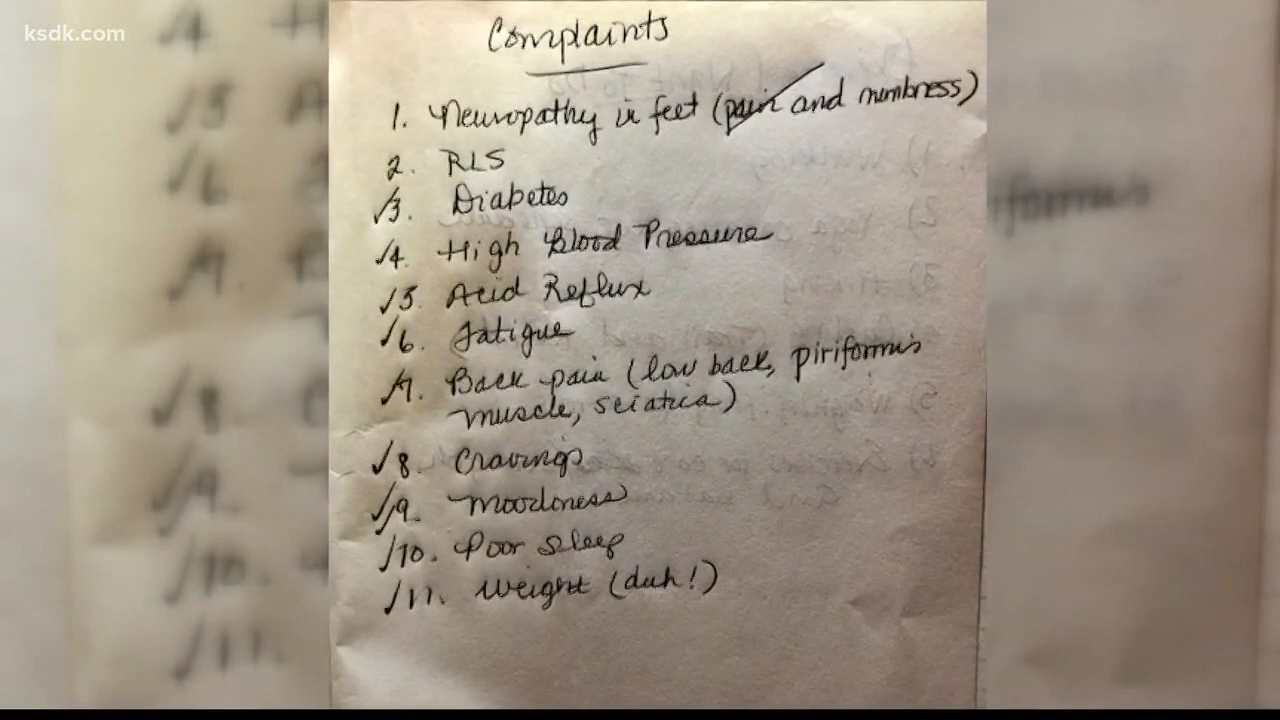 ksdk.com
Complaints
1. Neuropathy in feet (pain and numbness)
2. RLS
✓3. Diabetes
✓4. High Blood Pressure
✓5. Acid Reflux
✓6. Fatigue
✓7. Back pain (low back, piriformis
muscle, sciatica)
✓8. Cravings
✓9. Moodiness
✓10. Poor sleep
✓11. Weight (duh!)